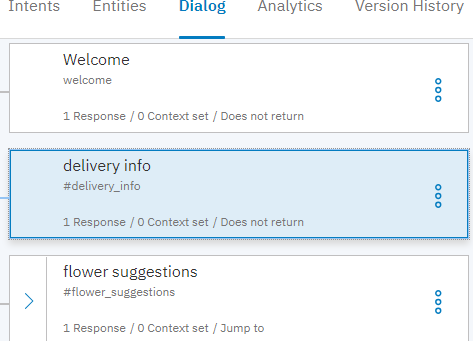 Intents Entities Dialog Analytics Version History
Welcome
welcome
1 Response / 0 Context set / Does not return
delivery info
#delivery_info
1 Response / 0 Context set / Does not return
flower suggestions
#flower_suggestions
1 Response / 0 Context set / Jump to